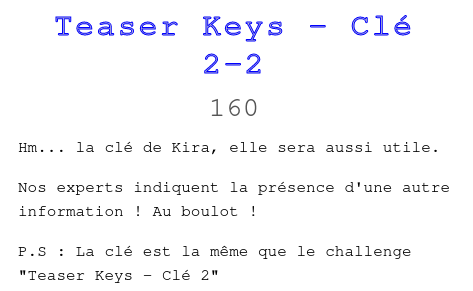 Teaser Keys - Clé
2-2
160
Hm... la clé de Kira, elle sera aussi utile.
Nos experts indiquent la présence d'une autre
information ! Au boulot !
P.S : La clé est la même que le challenge
"Teaser Keys - Clé 2"